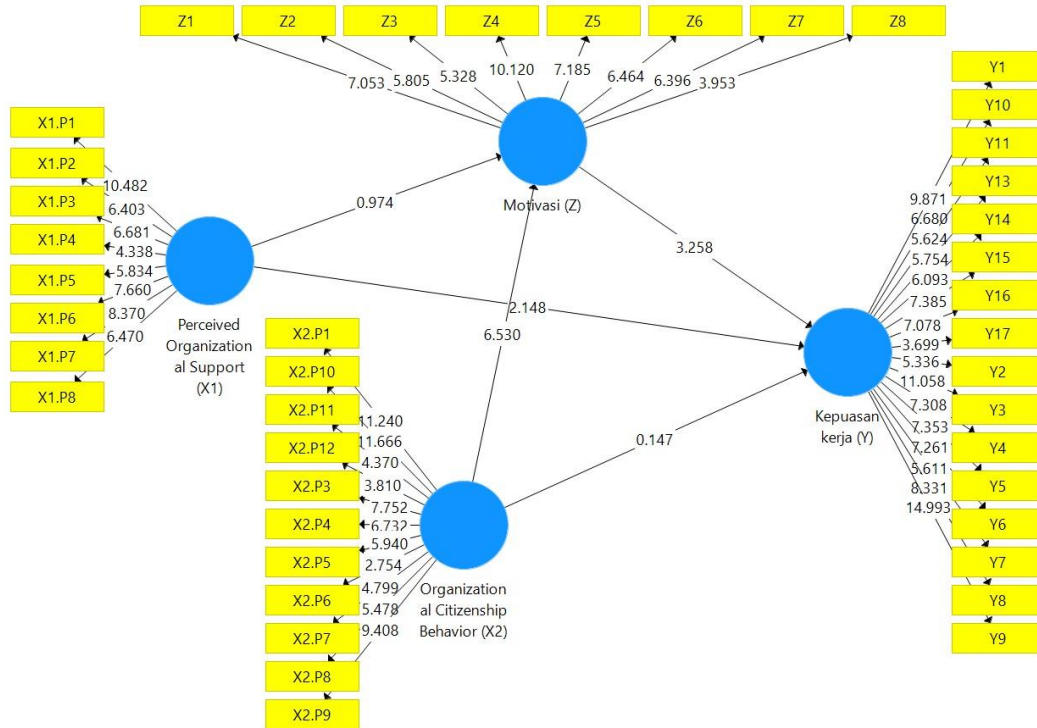 Z1
Z2
Z3
Z4
Z5
Z6
Z7
Z8
7.053
5.805
5.328
10.120
7.185
6.464
6.396
3.953
Motivasi (Z)
X1.P1
X1.P2
X1.P3
X1.P4
X1.P5
X1.P6
X1.P7
X1.P8
10.482
6.403
6.681
4.338
5.834
7.660
8.370
6.470
Perceived
Organization
al Support
(X1)
0.974
2.148
6.530
3.258
0.147
X2.P1
X2.P10
X2.P11
X2.P12
X2.P3
X2.P4
X2.P5
X2.P6
X2.P7
X2.P8
X2.P9
11.240
11.666
4.370
3.810
7.752
6.732
5.940
2.754
4.799
5.478
9.408
Organization
al Citizenship
Behavior (X2)
Kepuasan
kerja (Y)
9.871
6.680
5.624
5.754
6.093
7.385
7.078
3.699
5.336
11.058
7.308
7.353
7.261
5.611
8.331
14.993
Y1
Y10
Y11
Y13
Y14
Y15
Y16
Y17
Y2
Y3
Y4
Y5
Y6
Y7
Y8
Y9